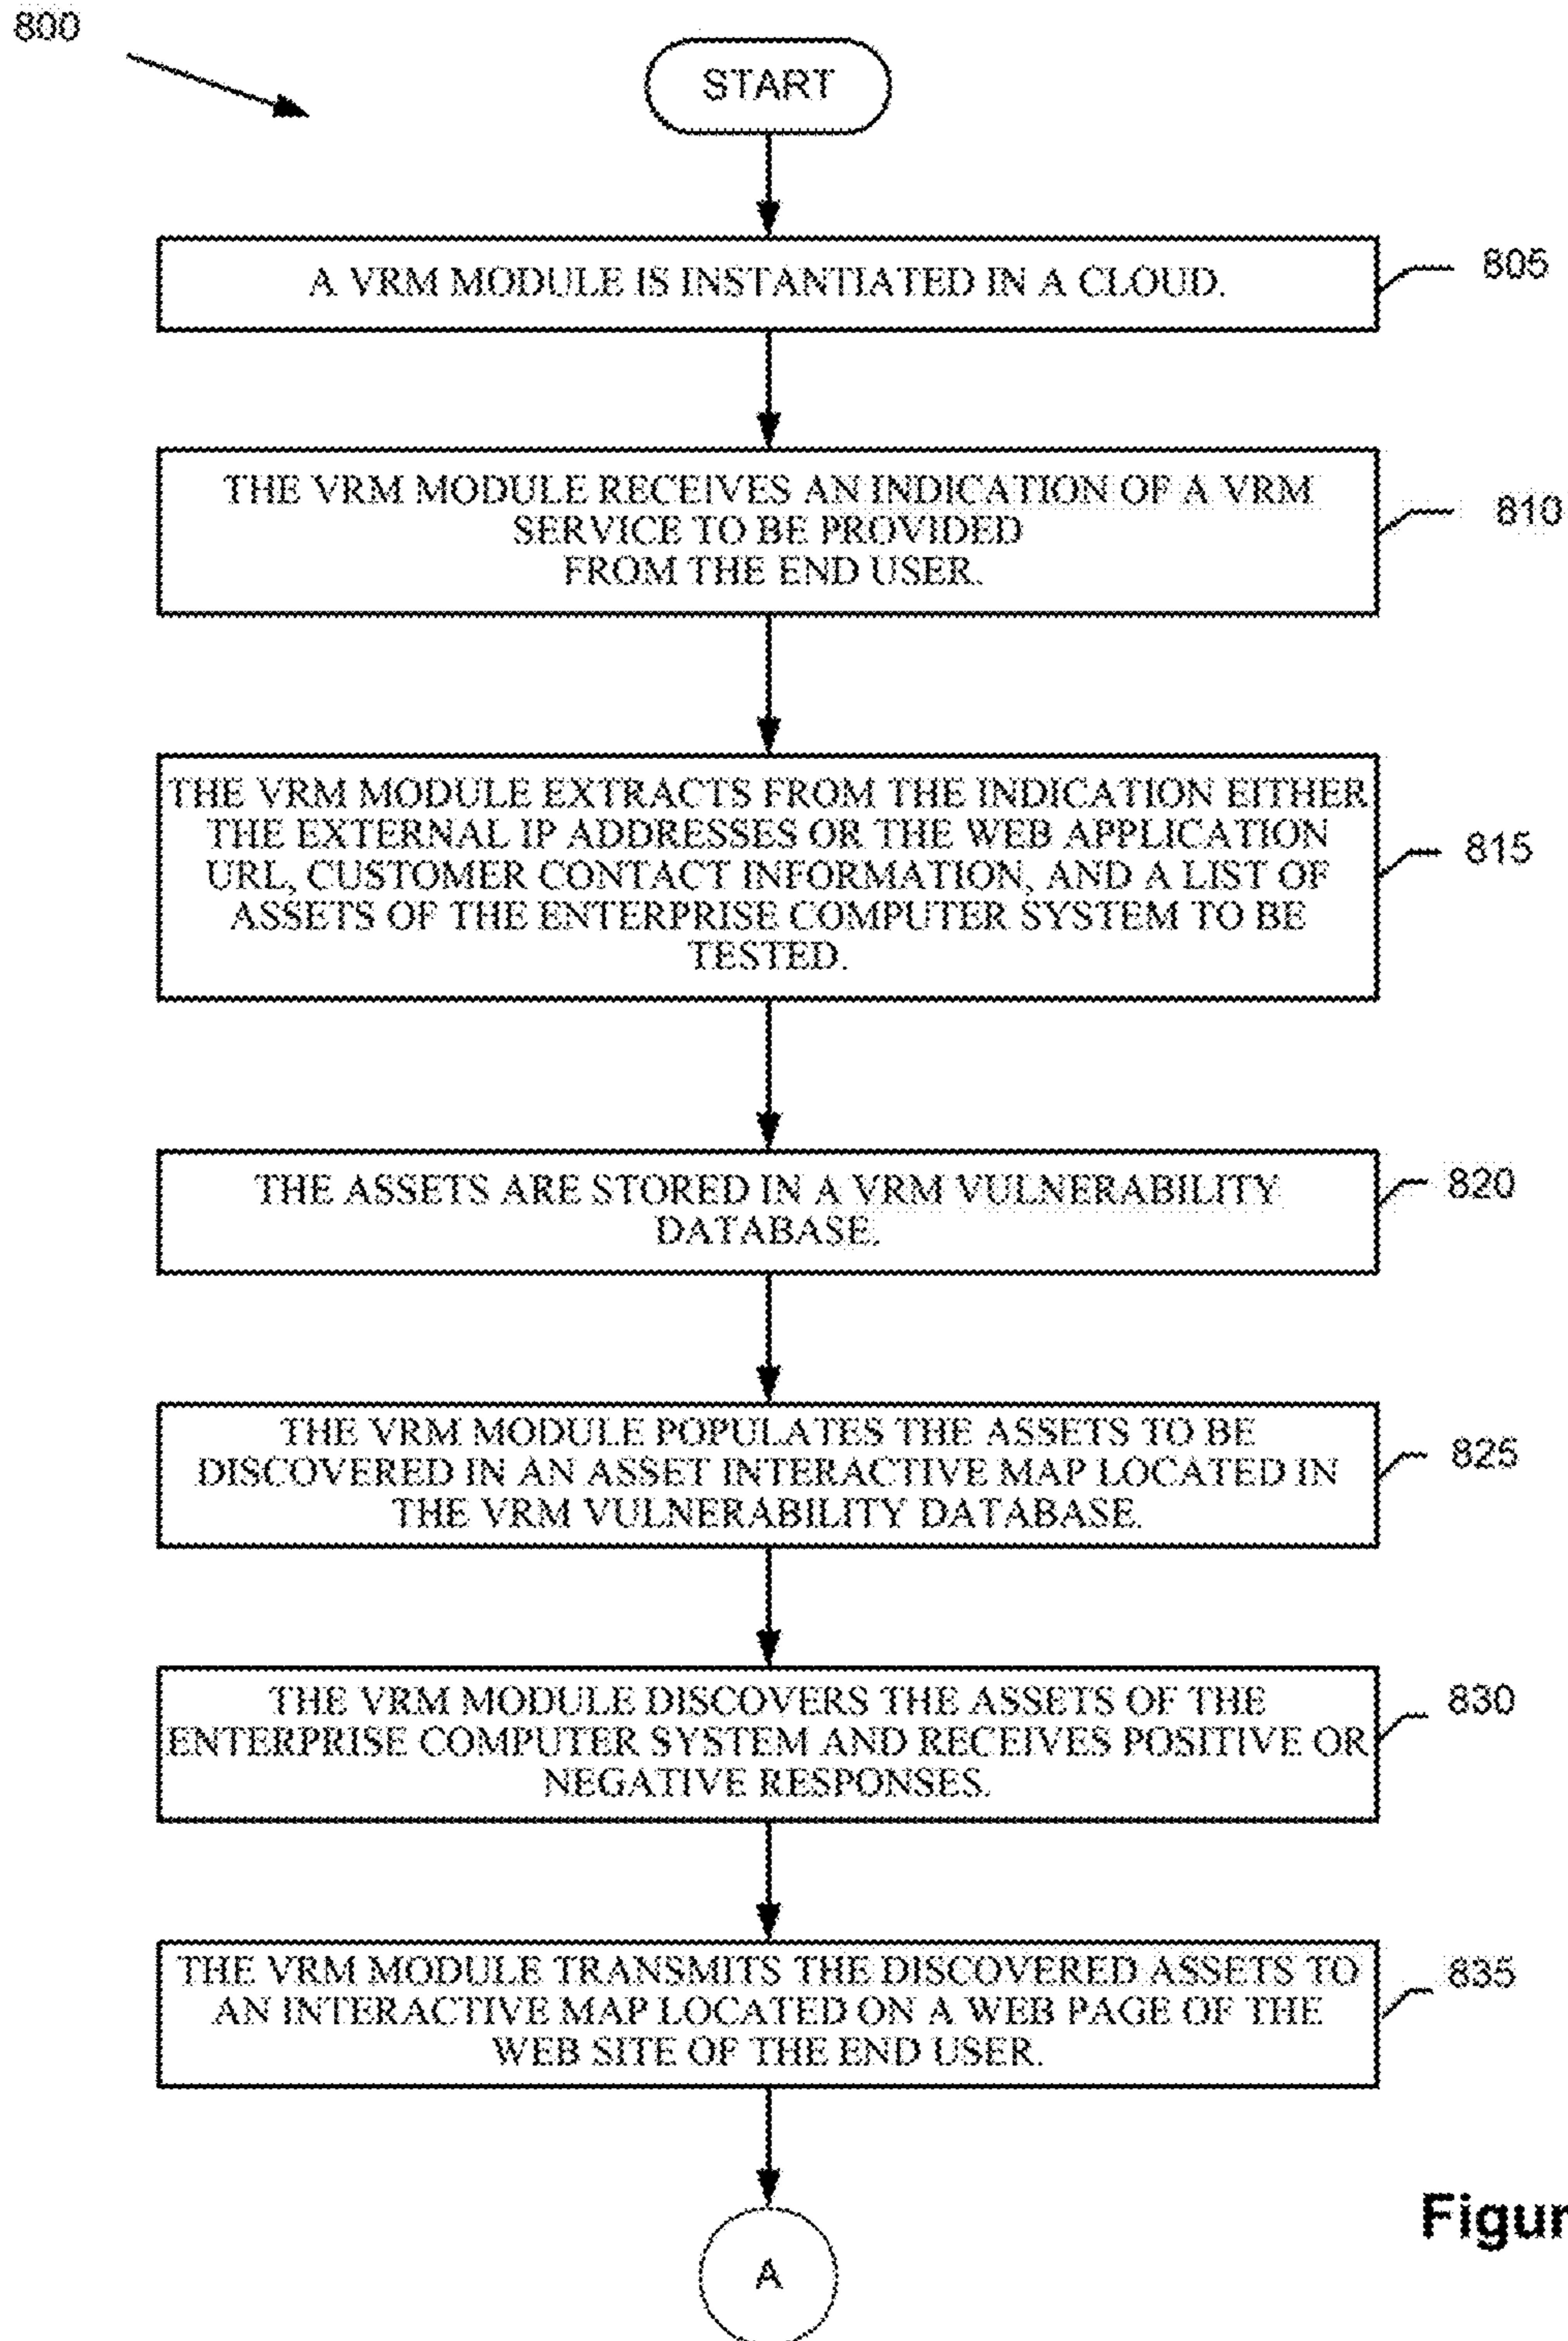 800
START
A VRM MODULE IS INSTANTIATED IN A CLOUD.
805
THE VRM MODULE RECEIVES AN INDICATION OF A VRM
SERVICE TO BE PROVIDED
FROM THE END USER.
810
THE VRM MODULE EXTRACTS FROM THE INDICATION EITHER
THE EXTERNAL IP ADDRESSES OR THE WEB APPLICATION
URL, CUSTOMER CONTACT INFORMATION, AND A LIST OF
ASSETS OF THE ENTERPRISE COMPUTER SYSTEM TO BE
TESTED.
815
THE ASSETS ARE STORED IN A VRM VULNERABILITY
DATABASE.
820
THE VRM MODULE POPULATES THE ASSETS TO BE
DISCOVERED IN AN ASSET INTERACTIVE MAP LOCATED IN
THE VRM VULNERABILITY DATABASE.
825
THE VRM MODULE DISCOVERS THE ASSETS OF THE
ENTERPRISE COMPUTER SYSTEM AND RECEIVES POSITIVE OR
NEGATIVE RESPONSES.
830
THE VRM MODULE TRANSMITS THE DISCOVERED ASSETS TO
AN INTERACTIVE MAP LOCATED ON A WEB PAGE OF THE
WEB SITE OF THE END USER.
835
A
Figur